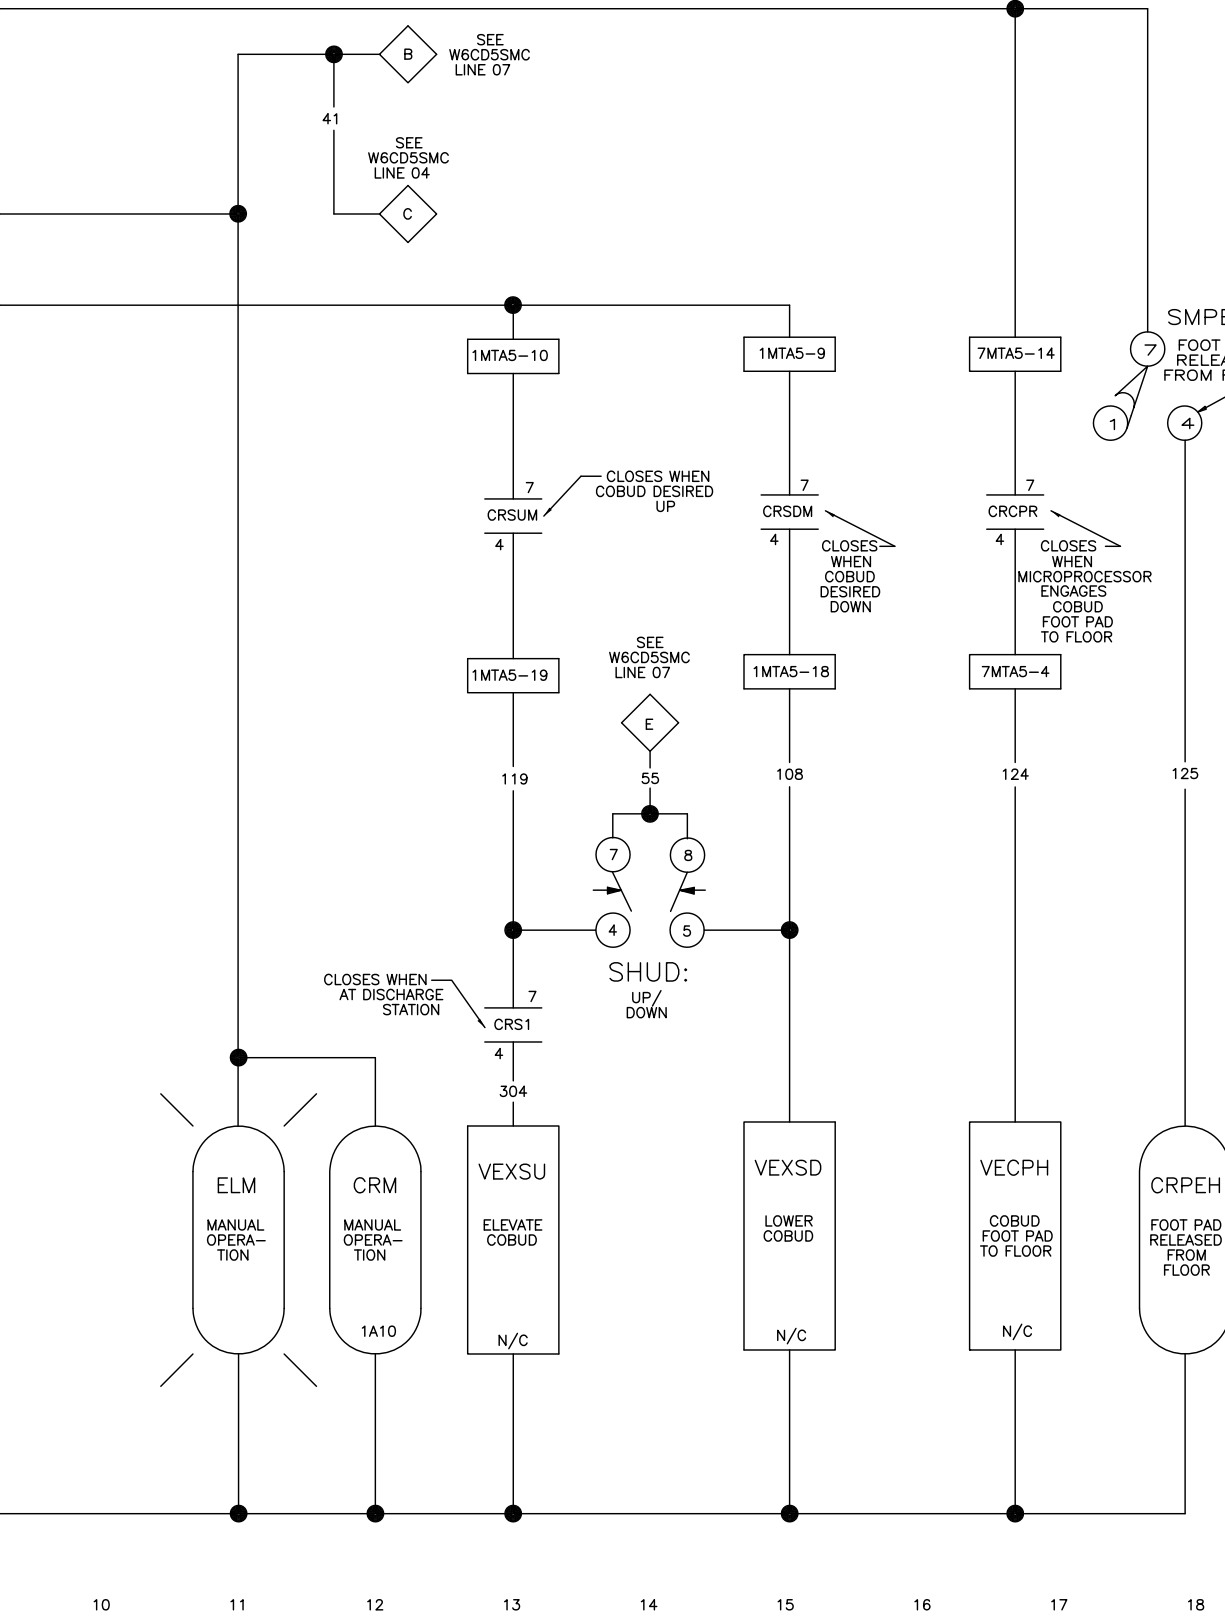 B
SEE
W6CD5SMC
LINE 07
41
SEE
W6CD5SMC
LINE 04
C
SMPE
7
FOOT
RELEA
FROM F
1
4
1MTA5-10
1MTA5-9
7MTA5-14
7
CRSUM
4
CLOSES WHEN
COBUD DESIRED
UP
7
CRSDM
4
CLOSES
WHEN
COBUD
DESIRED
DOWN
7
CRCPR
4
CLOSES
WHEN
MICROPROCESSOR
ENGAGES
COBUD
FOOT PAD
TO FLOOR
1MTA5-19
SEE
W6CD5SMC
LINE 07
E
1MTA5-18
7MTA5-4
119
55
108
124
125
7
8
4
5
SHUD:
UP/
DOWN
CLOSES WHEN
AT DISCHARGE
STATION
7
CRS1
4
304
ELM
MANUAL
OPERA-
TION
CRM
MANUAL
OPERA-
TION
1A10
VEXSU
ELEVATE
COBUD
N/C
VEXSD
LOWER
COBUD
N/C
VECPH
COBUD
FOOT PAD
TO FLOOR
N/C
CRPEH
FOOT PAD
RELEASED
FROM
FLOOR
10 11 12 13 14 15 16 17 18